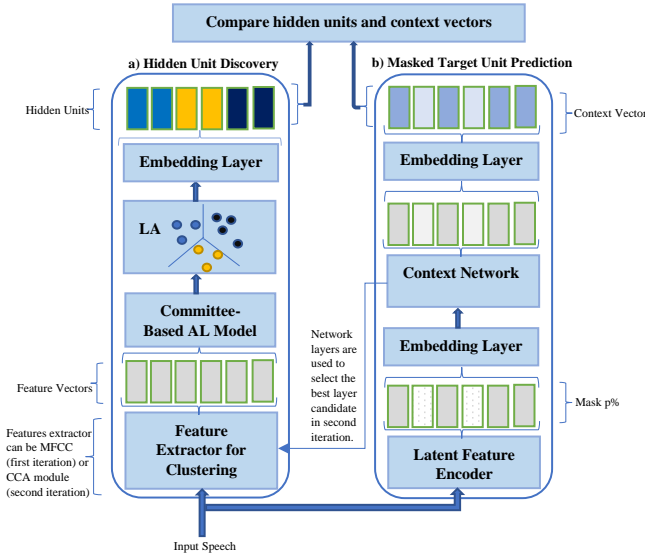 Compare hidden units and context vectors
a) Hidden Unit Discovery
b) Masked Target Unit Prediction
Hidden Units
Context Vector
Embedding Layer
Embedding Layer
LA
Context Network
Committee-
Based AL Model
Network
layers are
used to
select the
best layer
candidate
in second
iteration.
Embedding Layer
Feature Vectors
Mask p%
Features extractor
can be MFCC
(first iteration) or
CCA module
(second iteration)
Feature
Extractor for
Clustering
Latent Feature
Encoder
Input Speech